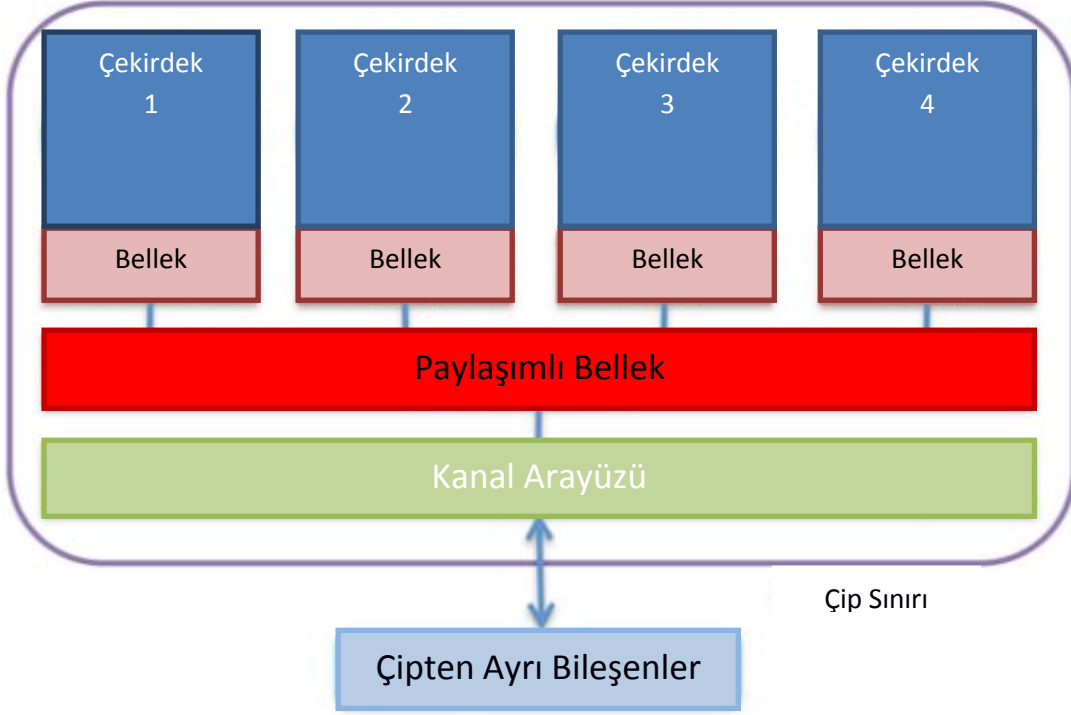 Çekirdek
1
Çekirdek
2
Çekirdek
3
Çekirdek
4
Bellek
Bellek
Bellek
Bellek
Paylaşımlı Bellek
Kanal Arayüzü
Çip Sınırı
Çipten Ayrı Bileşenler